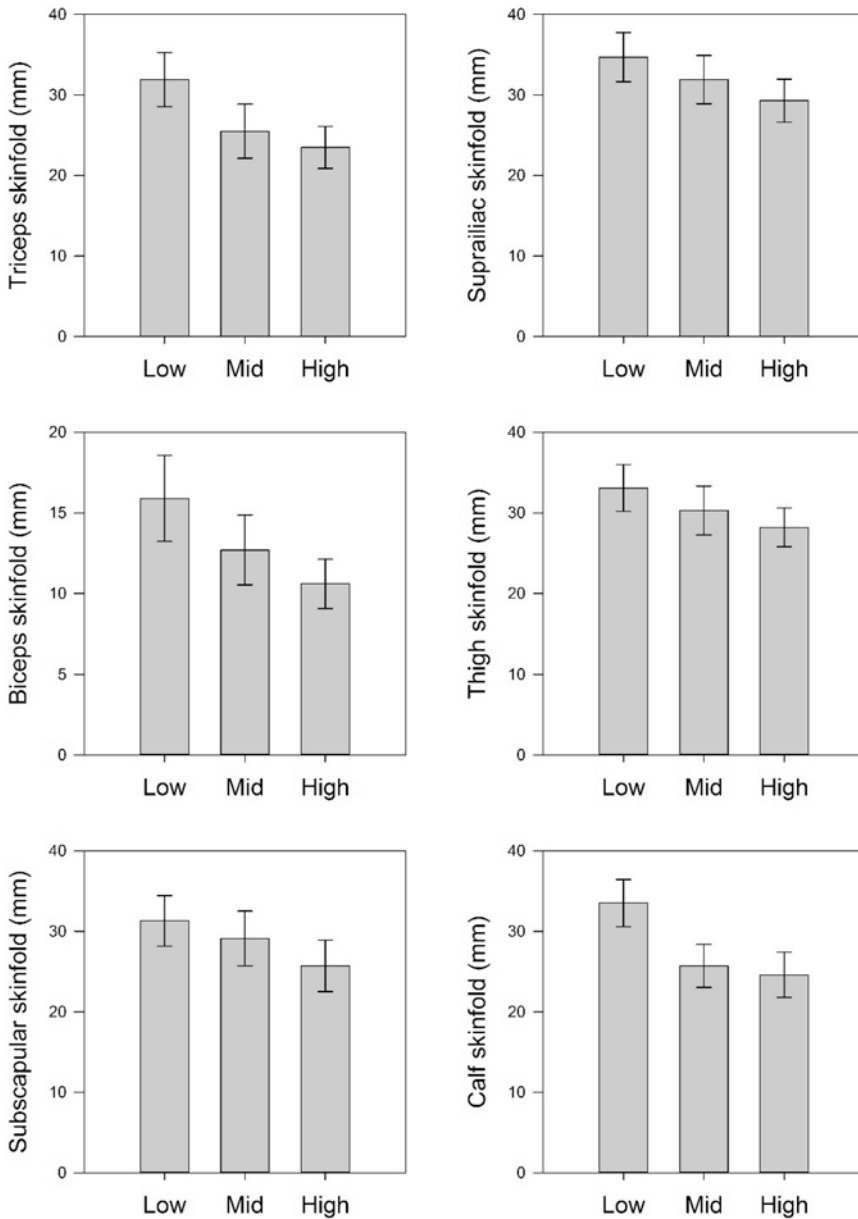 Triceps skinfold (mm)
40
30
20
10
0
Low Mid High
Suprailiac skinfold (mm)
40
30
20
10
0
Low Mid High
Biceps skinfold (mm)
20
15
10
5
0
Low Mid High
Thigh skinfold (mm)
40
30
20
10
0
Low Mid High
Subscapular skinfold (mm)
40
30
20
10
0
Low Mid High
Calf skinfold (mm)
40
30
20
10
0
Low Mid High